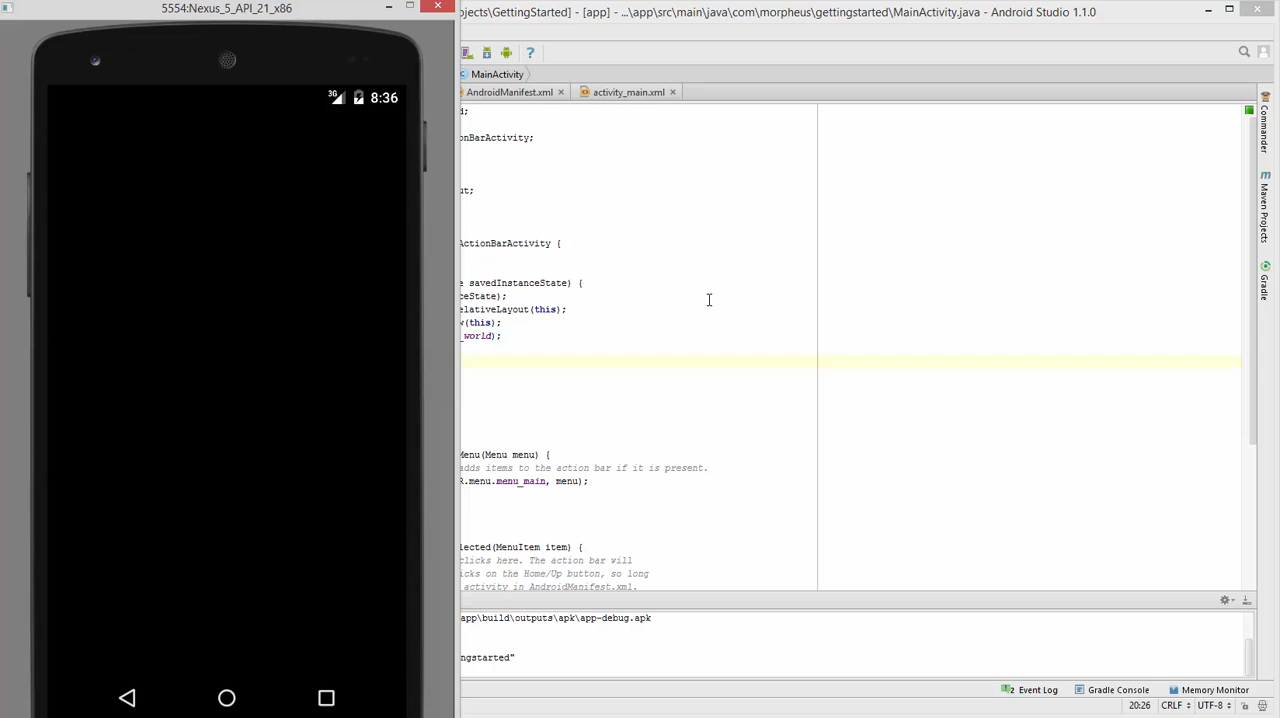 5554:Nexus_5_API_21_x86
ojects\GettingStarted] - [app] - ...\app\src\main\java\com\morpheus\gettingstarted\MainActivity.java - Android Studio 1.1.0
?
MainActivity
AndroidManifest.xml
activity_main.xml
3G
8:36
d;
onBarActivity;
ut;
ActionBarActivity {
e savedInstanceState) {
ceState);
elativeLayout(this);
w(this);
_world);
Menu(Menu menu) {
adds items to the action bar if it is present.
R.menu.menu_main, menu);
lected(MenuItem item) {
clicks here. The action bar will
icks on the Home/Up button, so long
activity in AndroidManifest.xml.
app\build\outputs\apk\app-debug.apk
ngstarted"
Commander
m
Maven Projects
Gradle
Event Log
Gradle Console
Memory Monitor
20:26
CRLF
UTF-8